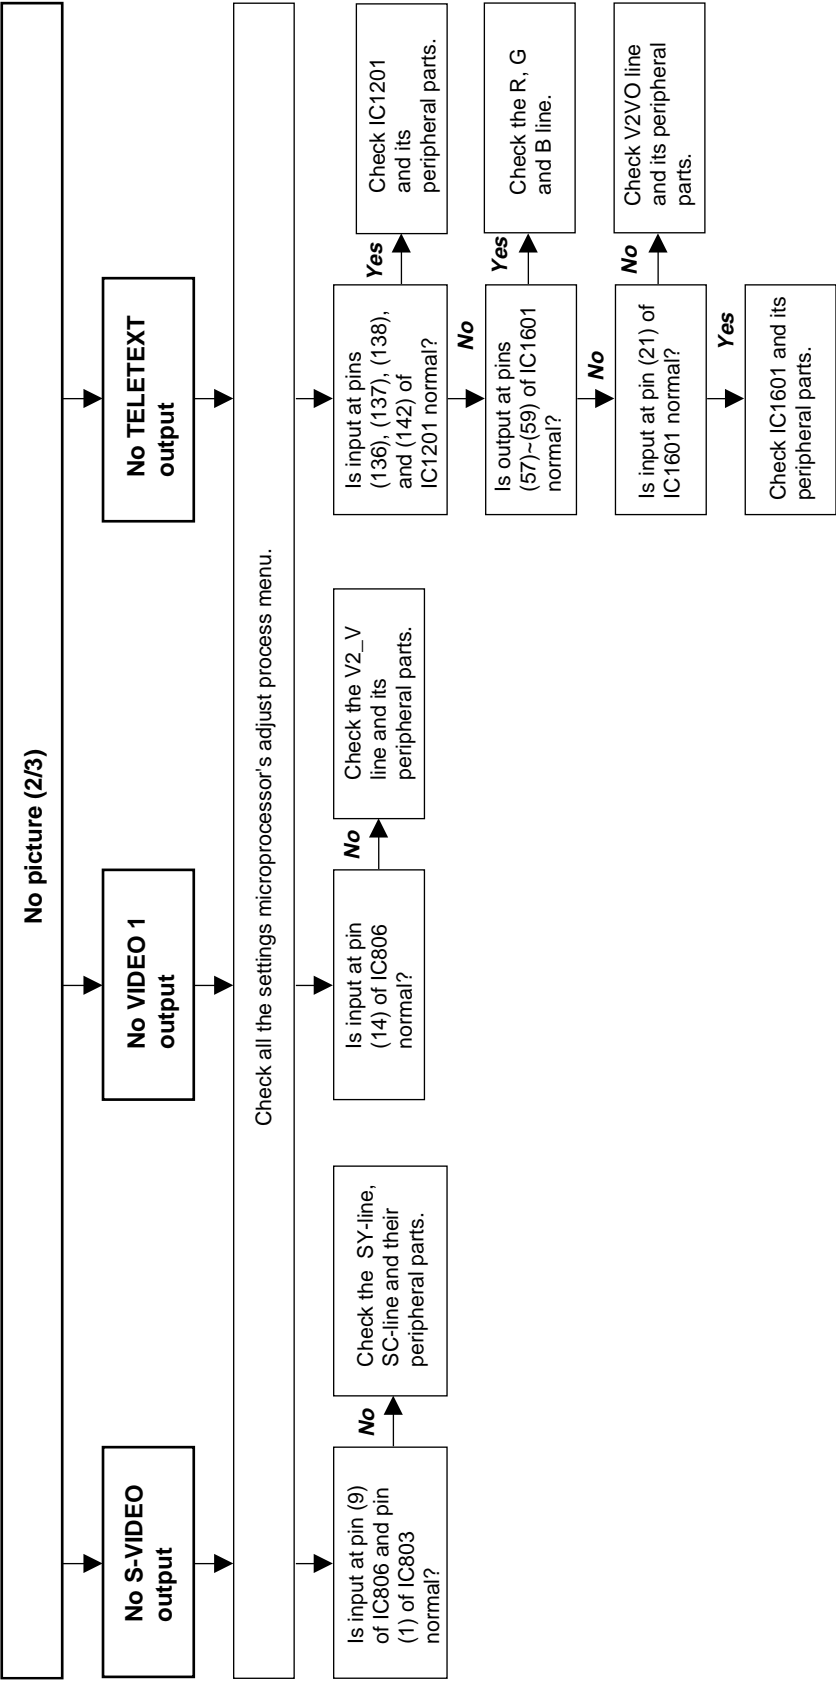 No picture (2/3)
No S-VIDEO
output
No VIDEO 1
output
No TELETEXT
output
Check all the settings microprocessor's adjust process menu.
Is input at pin (9)
of IC806 and pin
(1) of IC803
normal?
No
Check the SY-line,
SC-line and their
peripheral parts.
Is input at pin
(14) of IC806
normal?
No
Check the V2_V
line and its
peripheral parts.
Is input at pins
(136), (137), (138),
and (142) of
IC1201 normal?
Yes
Check IC1201
and its
peripheral parts.
No
Is output at pins
(57)~(59) of IC1601
normal?
Yes
Check the R, G
and B line.
No
Is input at pin (21) of
IC1601 normal?
No
Check V2VO line
and its peripheral
parts.
Yes
Check IC1601 and its
peripheral parts.